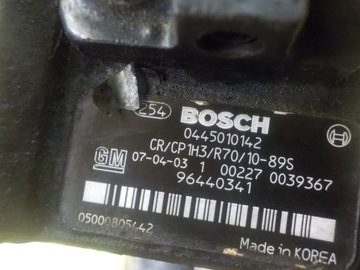 254
BOSCH
0445010142
CR/CP1H3/R70/10-89S
GM 07-04-03 1 00227 0039367
96440341
05000805442
Made in KOREA